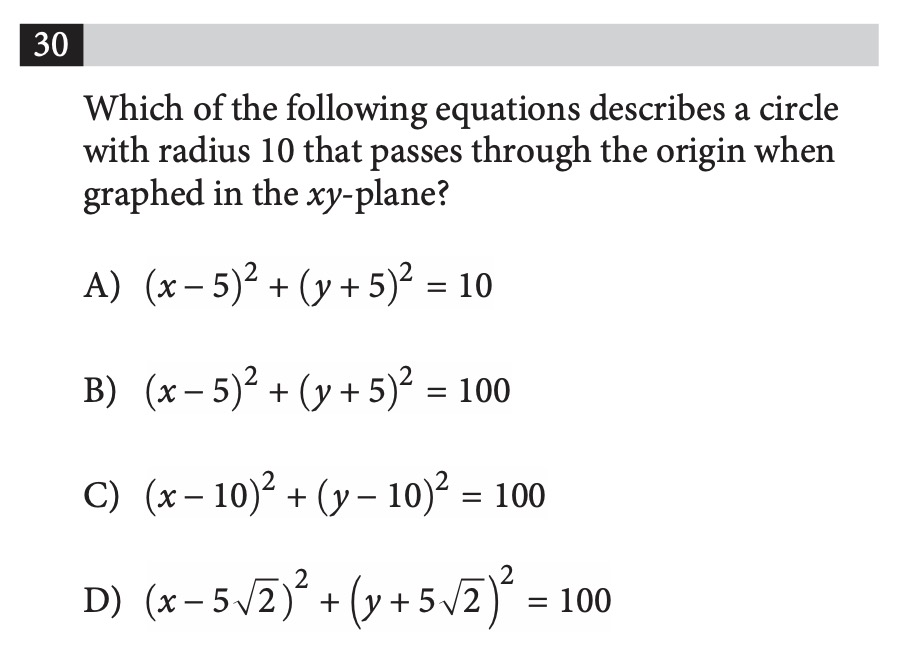 30
Which of the following equations describes a circle
with radius 10 that passes through the origin when
graphed in the xy-plane?
A) (x – 5)² + (y + 5)² = 10
B) (x – 5)² + (y + 5)² = 100
C) (x – 10)² + (y – 10)² = 100
D) (x – 5√2)² + (y + 5√2)² = 100